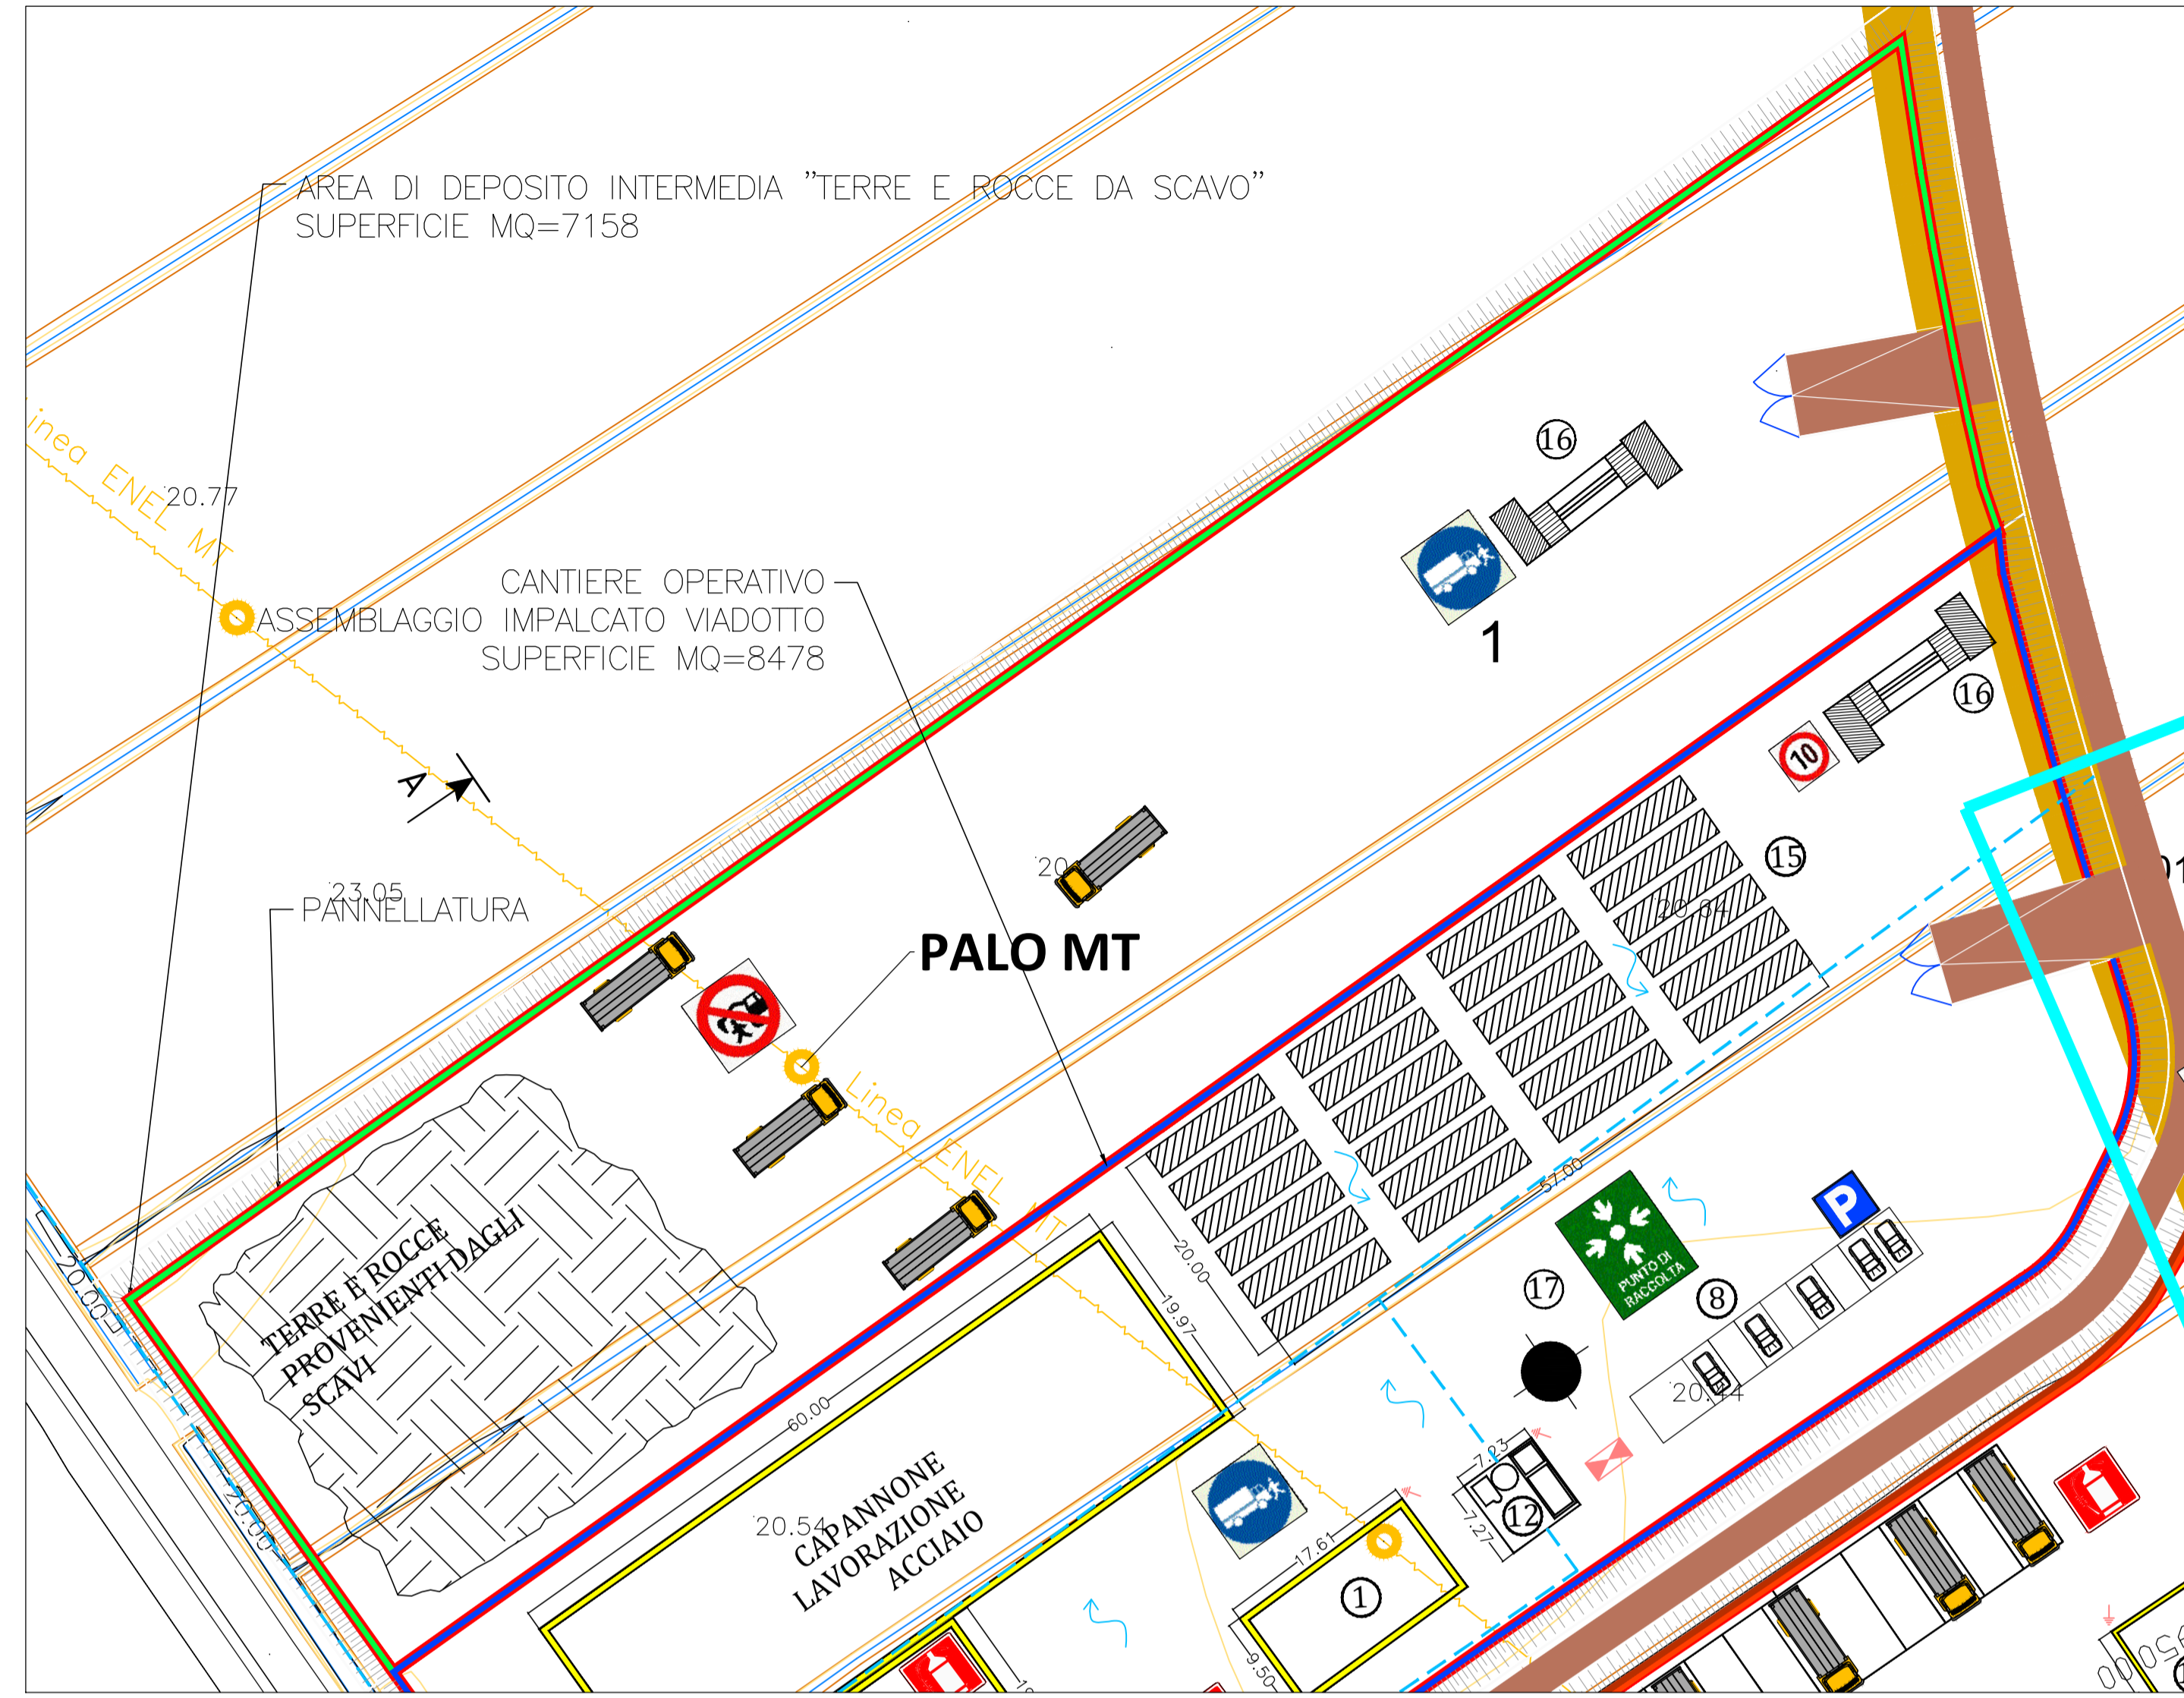 AREA DI DEPOSITO INTERMEDIA "TERRE E ROCCE DA SCAVO"
SUPERFICIE MQ=7158
inea ENEL MT
20.77
16
1
CANTIERE OPERATIVO
ASSEMBLAGGIO IMPALCATO VIADOTTO
SUPERFICIE MQ=8478
16
10
A
15
20.84
23.05
PANNELLATURA
PALO MT
Linea ENEL MT
57.00
20.00
19.97
PUNTO DI
RACCOLTA
P
17
8
20.44
20.00
TERRE E ROCCE
PROVENIENTI DAGLI
SCAVI
60.00
20.00
20.54
CAPANNONE
LAVORAZIONE
ACCIAIO
7.23
7.27
12
17.61
1
9.50